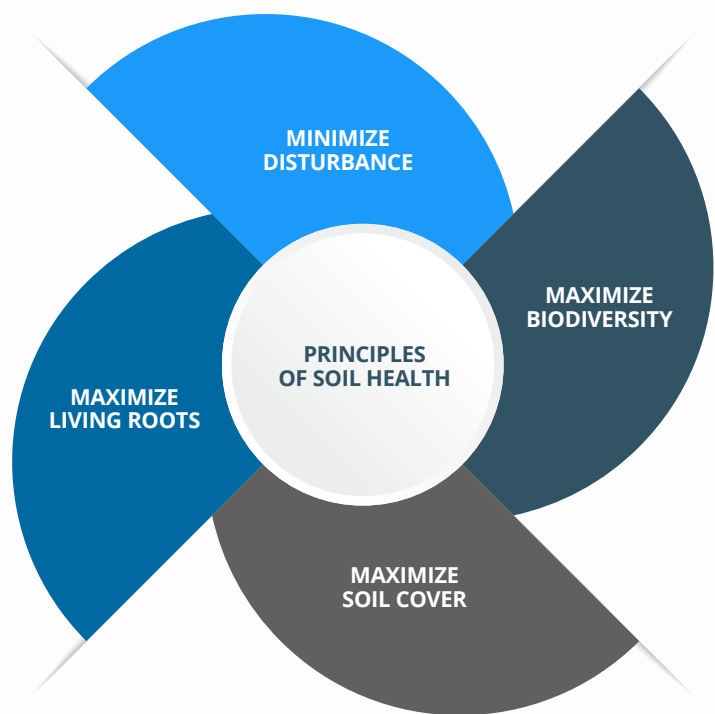 MINIMIZE
DISTURBANCE
MAXIMIZE
BIODIVERSITY
PRINCIPLES
OF SOIL HEALTH
MAXIMIZE
LIVING ROOTS
MAXIMIZE
SOIL COVER